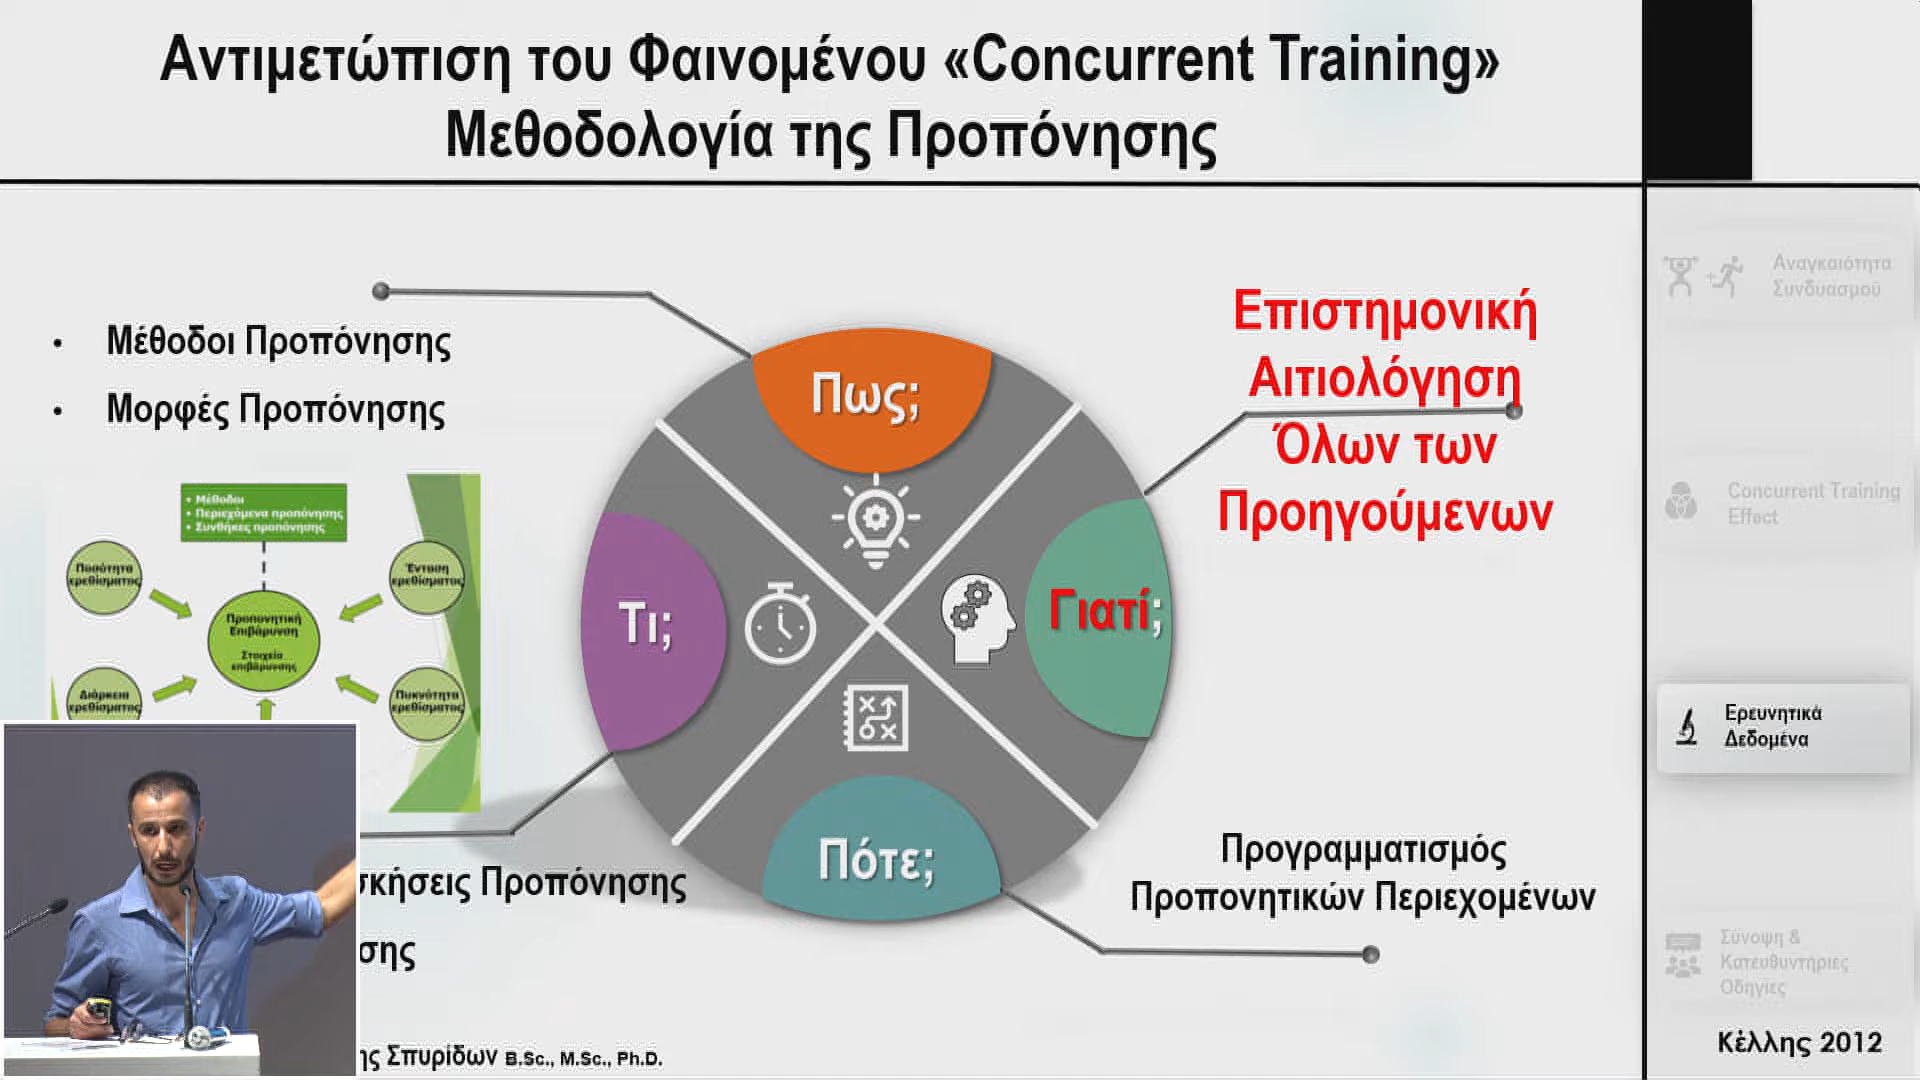 Αντιμετώπιση του Φαινομένου «Concurrent Training»
Μεθοδολογία της Προπόνησης
• Μέθοδοι Προπόνησης
• Μορφές Προπόνησης
• Μέθοδοι
• Περιεχόμενα προπόνησης
• Συνθήκες προπόνησης
Ποσότητα
ερεθίσματος
Ένταση
ερεθίσματος
Προπονητική
Επιβάρυνση
Στοιχεία
επιβάρυνσης
Διάρκεια
ερεθίσματος
Πυκνότητα
ερεθίσματος
Πως;
Τι;
Γιατί;
Πότε;
Επιστημονική
Αιτιολόγηση
Όλων των
Προηγούμενων
σκήσεις Προπόνησης
σης
Προγραμματισμός
Προπονητικών Περιεχομένων
ης Σπυρίδων B.Sc., M.Sc., Ph.D.
Αναγκαιότητα
Συνδυασμού
Concurrent Training
Effect
Ερευνητικά
Δεδομένα
Σύνοψη &
Κατευθυντήριες
Οδηγίες
Κέλλης 2012